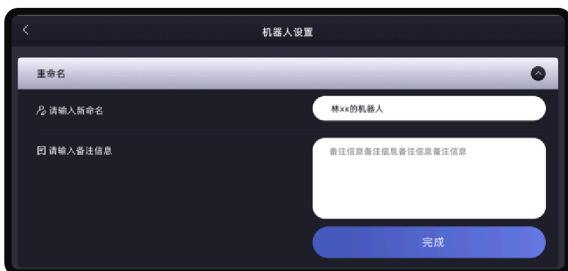 机器人设置
重命名
请输入新命名
林xx的机器人
请输入备注信息
备注信息备注信息备注信息备注信息
完成